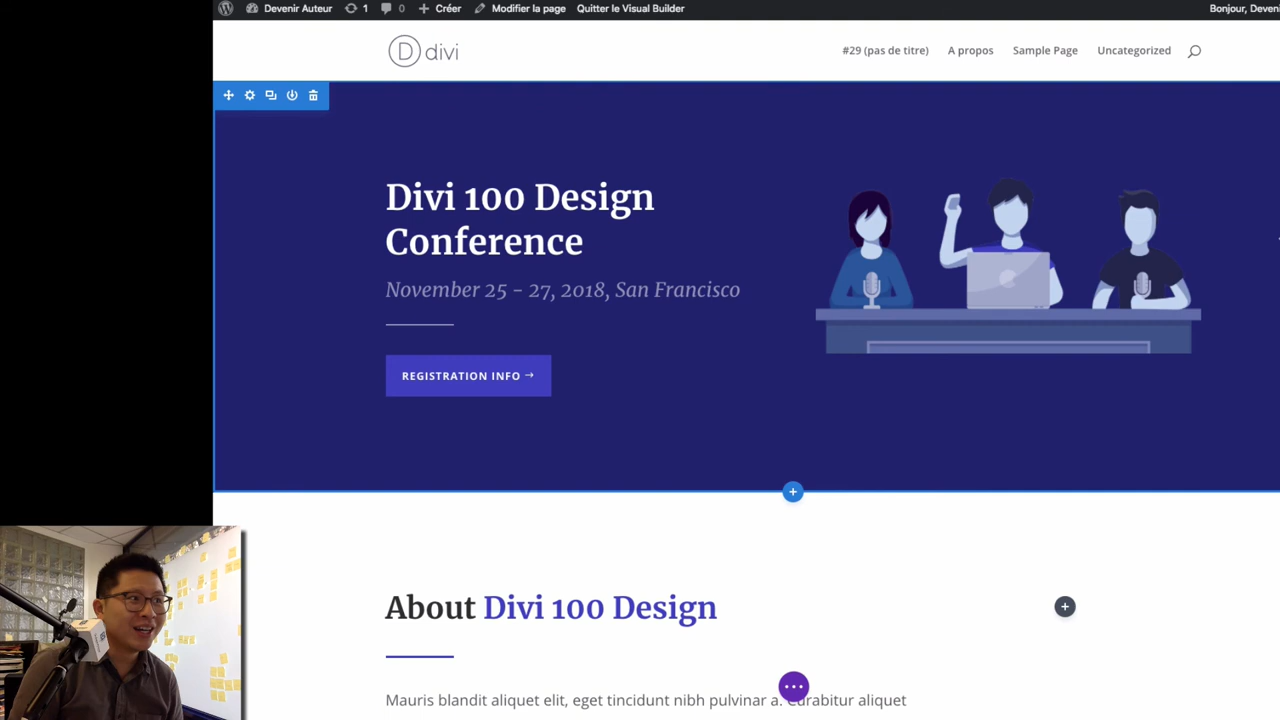 Devenir Auteur 1 0 Créer Modifier la page Quitter le Visual Builder Bonjour,
D divi #29 (pas de titre) A propos Sample Page Uncategorized
Divi 100 Design
Conference
November 25 - 27, 2018, San Francisco
REGISTRATION INFO →
About Divi 100 Design
Mauris blandit aliquet elit, eget tincidunt nibh pulvinar a. Curabitur aliquet